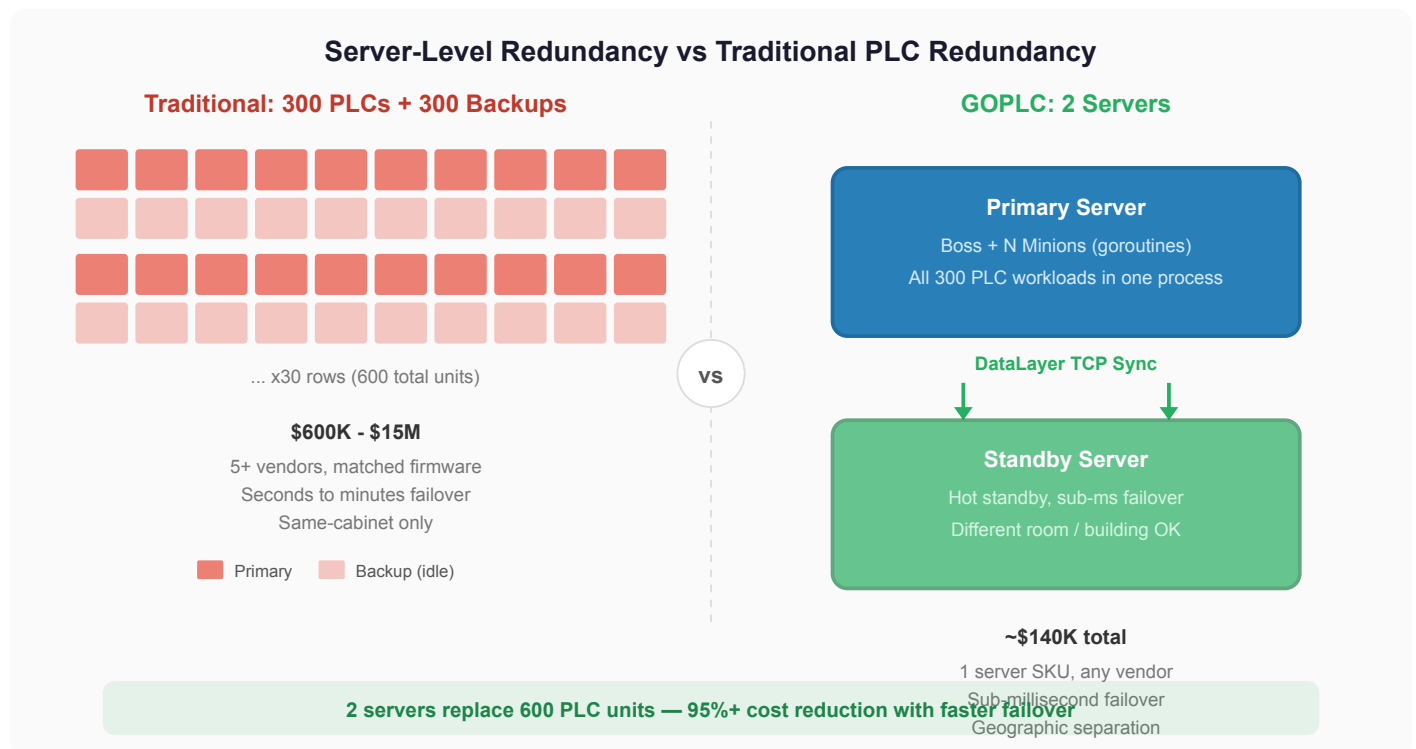 Server-Level Redundancy vs Traditional PLC Redundancy
Traditional: 300 PLCs + 300 Backups
... x30 rows (600 total units)
$600K - $15M
5+ vendors, matched firmware
Seconds to minutes failover
Same-cabinet only
Primary
Backup (idle)
vs
GOPLC: 2 Servers
Primary Server
Boss + N Minions (goroutines)
All 300 PLC workloads in one process
DataLayer TCP Sync
Standby Server
Hot standby, sub-ms failover
Different room / building OK
~$140K total
1 server SKU, any vendor
Sub-millisecond failover
Geographic separation
2 servers replace 600 PLC units — 95%+ cost reduction with faster failover